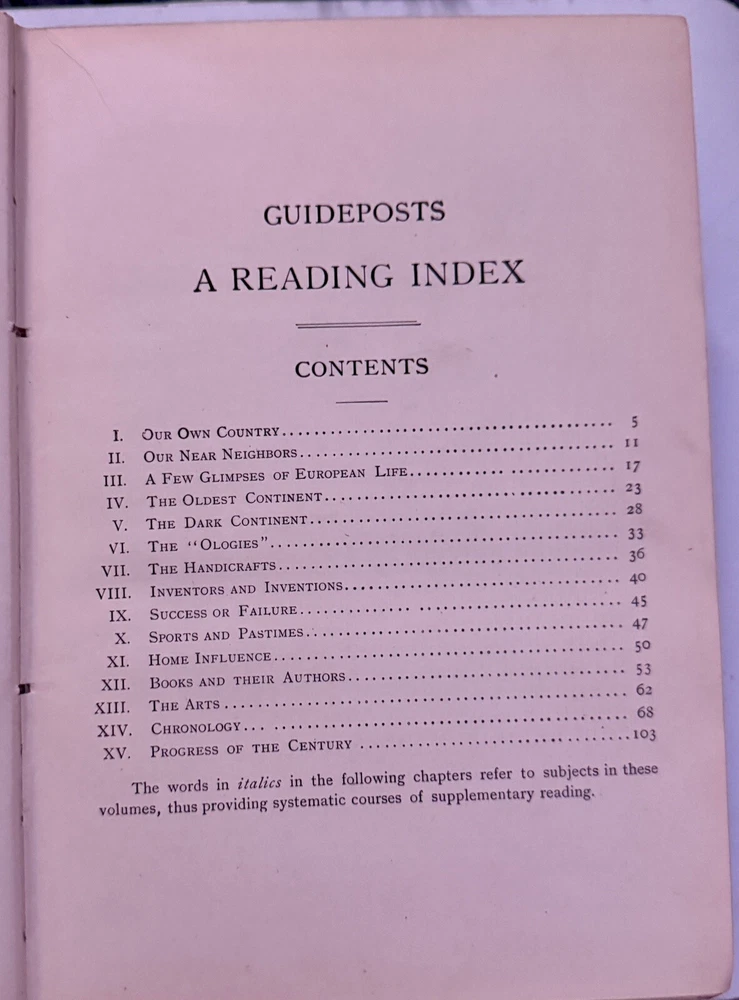 GUIDEPOSTS
A READING INDEX
CONTENTS
I. OUR OWN COUNTRY........................................ 5
II. OUR NEAR NEIGHBORS...................................... 11
III. A FEW GLIMPSES OF EUROPEAN LIFE........................ 17
IV. THE OLDEST CONTINENT.................................... 23
V. THE DARK CONTINENT...................................... 28
VI. THE "OLOGIES".......................................... 33
VII. THE HANDICRAFTS........................................ 36
VIII. INVENTORS AND INVENTIONS................................ 40
IX. SUCCESS OR FAILURE...................................... 45
X. SPORTS AND PASTIMES...................................... 47
XI. HOME INFLUENCE.......................................... 50
XII. BOOKS AND THEIR AUTHORS................................ 53
XIII. THE ARTS.............................................. 62
XIV. CHRONOLOGY............................................ 68
XV. PROGRESS OF THE CENTURY ................................103
The words in italics in the following chapters refer to subjects in these
volumes, thus providing systematic courses of supplementary reading.